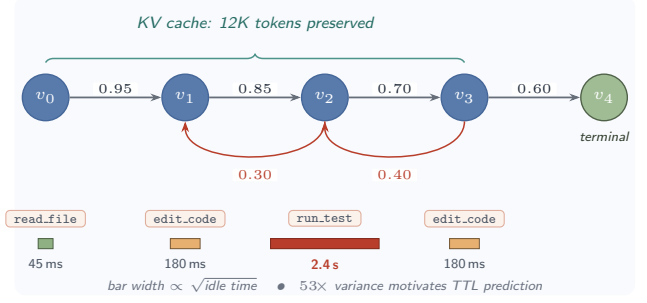 KV cache: 12K tokens preserved
v0 0.95 v1 0.85 v2 0.70 v3 0.60 v4
terminal
0.30 0.40
read_file edit_code run_test edit_code
45 ms 180 ms 2.4 s 180 ms
bar width ∝ √idle time • 53× variance motivates TTL prediction